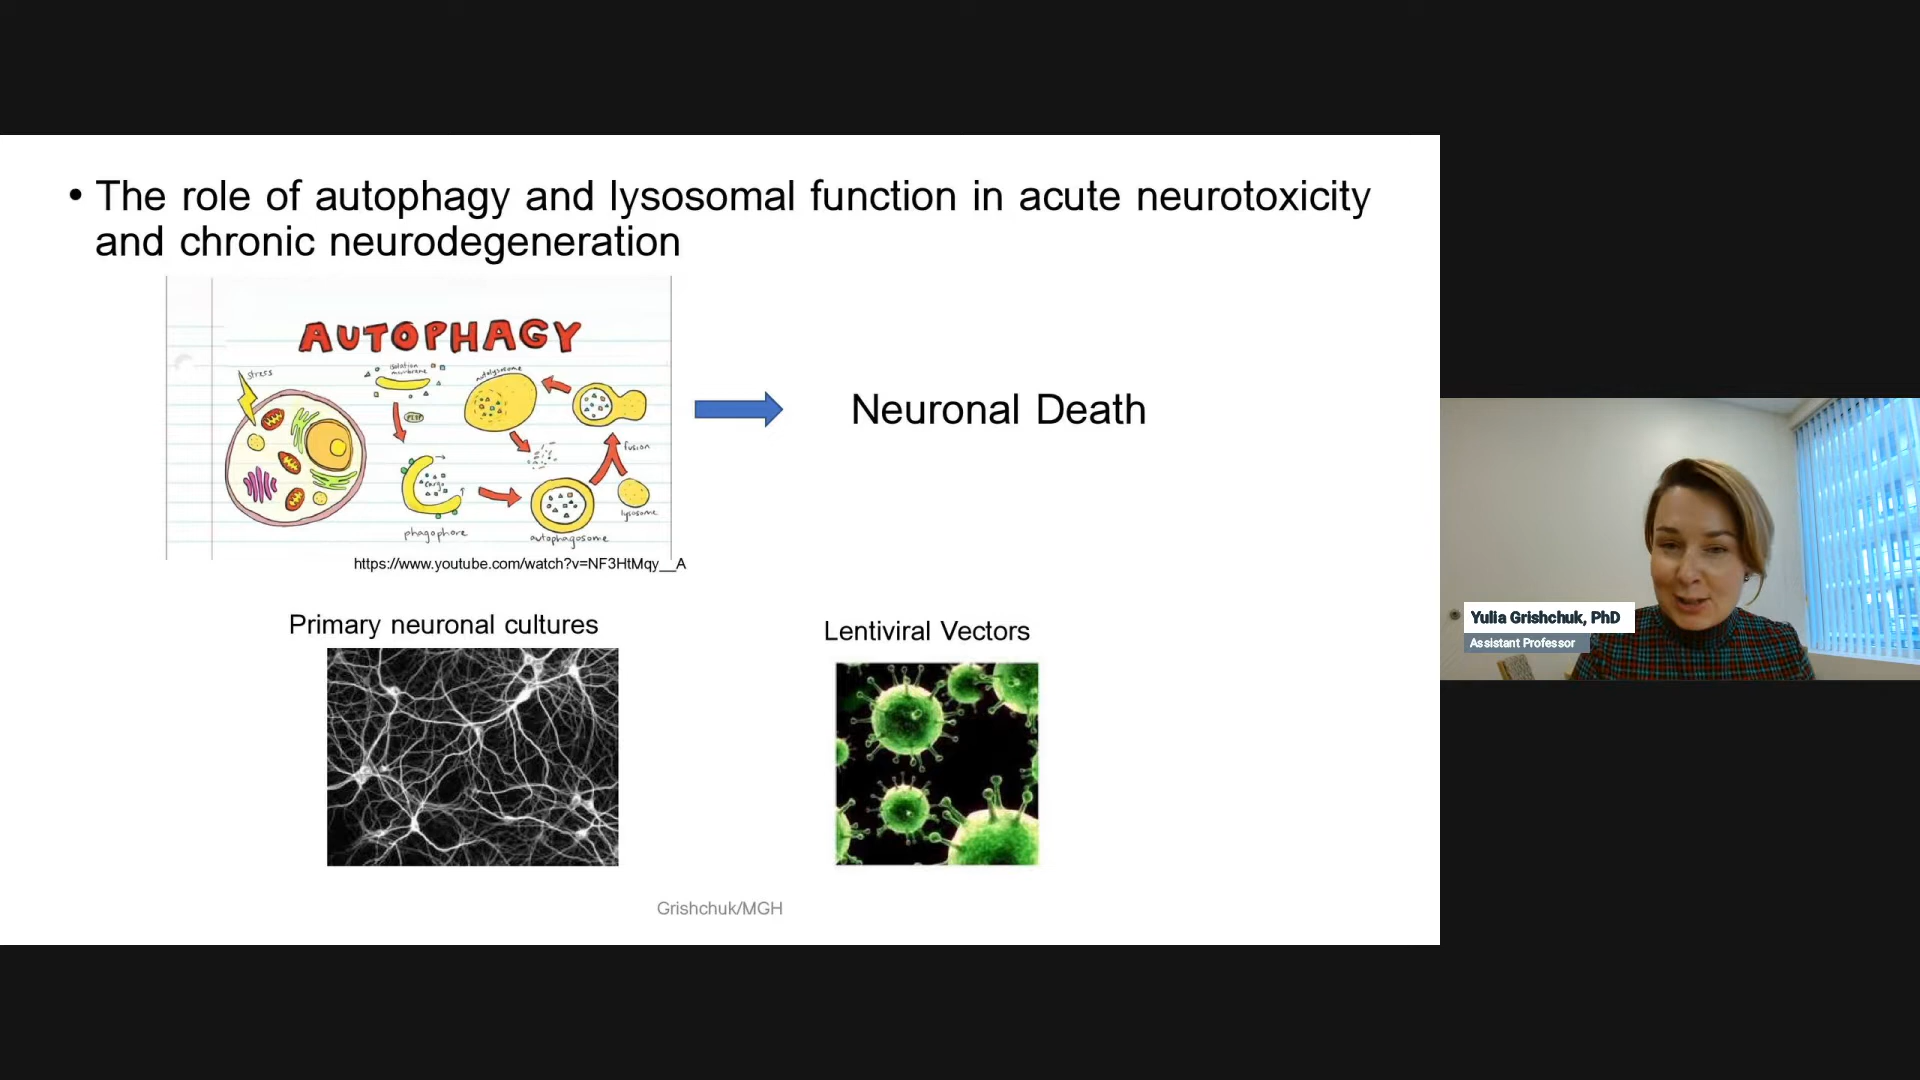 • The role of autophagy and lysosomal function in acute neurotoxicity
and chronic neurodegeneration
AUTOPHAGY
stress
isolation
membrane
autolysosome
PI3P
fusion
cargo
lysosome
phagophore
autophagosome
https://www.youtube.com/watch?v=NF3HtMqy__A
Neuronal Death
Primary neuronal cultures
Lentiviral Vectors
Grishchuk/MGH
Yulia Grishchuk, PhD
Assistant Professor